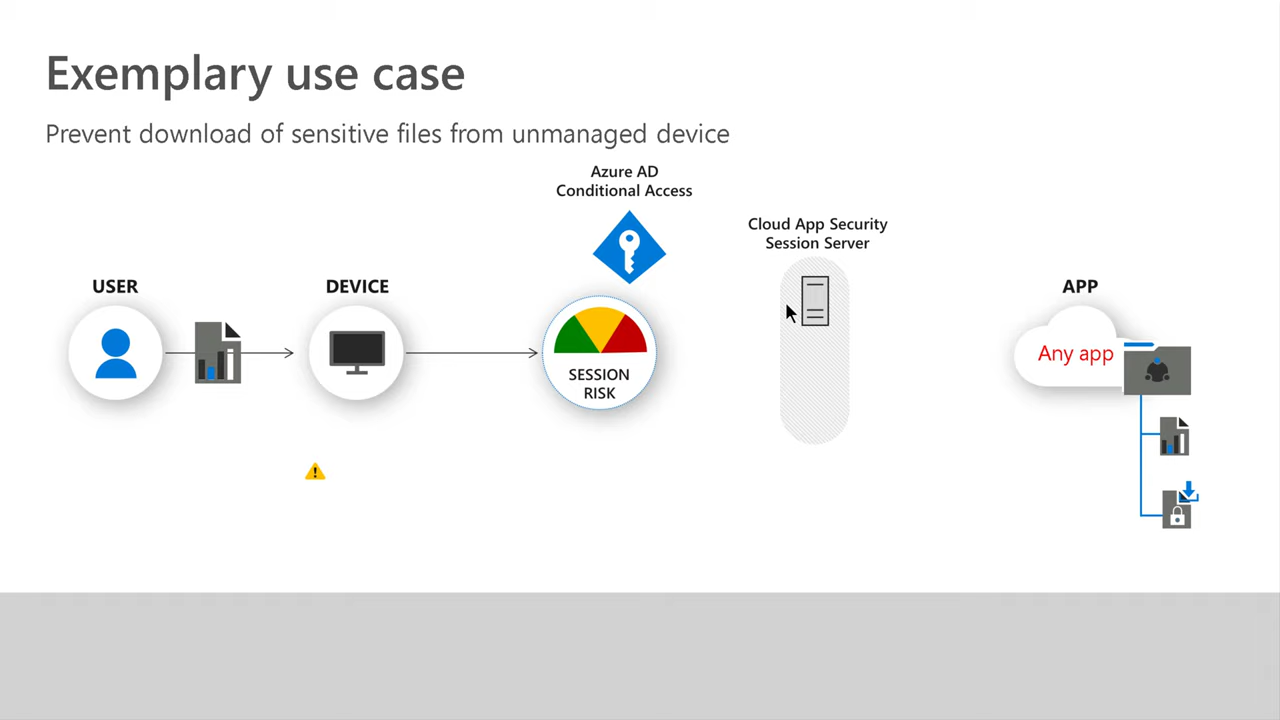 Exemplary use case
Prevent download of sensitive files from unmanaged device
Azure AD
Conditional Access
Cloud App Security
Session Server
USER
DEVICE
APP
Any app
SESSION
RISK